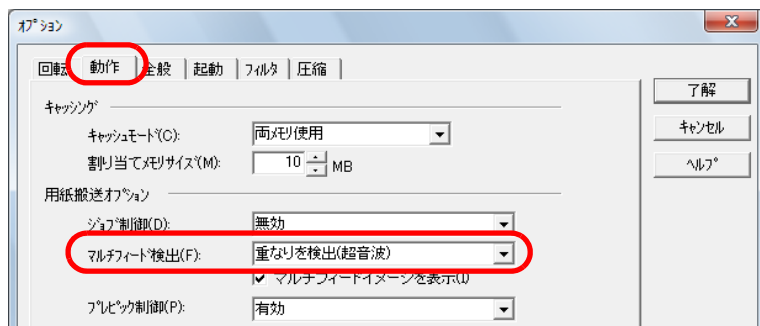 ｵﾌﾟｼｮﾝ
回転 動作 全般 起動 ﾌｨﾙﾀ 圧縮
了解
ｷｬｯｼﾝｸﾞ
ｷｬｯｼｭﾓｰﾄﾞ(C): 両ﾒﾓﾘ使用
ｷｬﾝｾﾙ
割り当てﾒﾓﾘｻｲｽﾞ(M): 10 MB
ﾍﾙﾌﾟ
用紙搬送ｵﾌﾟｼｮﾝ
ｼﾞｮﾌﾞ制御(D): 無効
ﾏﾙﾁﾌｨｰﾄﾞ検出(F): 重なりを検出(超音波)
マルチフィードイメージを表示(I)
ﾌﾟﾚﾋﾟｯｸ制御(P): 有効